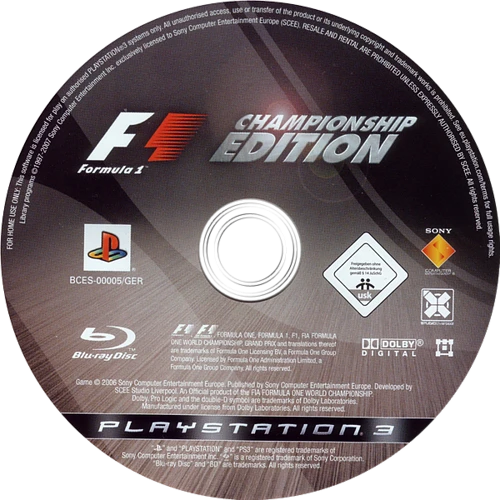 FOR HOME USE ONLY: This software is licensed for play on authorised PLAYSTATION®3 systems only. All unauthorised access, use or transfer of the product or its underlying copyright and trademark works is prohibited. See eu.playstation.com/terms for full usage rights.
Library programs ©1997-2007 Sony Computer Entertainment Inc. exclusively licensed to Sony Computer Entertainment Europe (SCEE). RESALE AND RENTAL ARE PROHIBITED UNLESS EXPRESSLY AUTHORISED BY SCEE. All rights reserved.
F1
Formula 1
CHAMPIONSHIP
EDITION
BCES-00005/GER
SONY
COMPUTER
ENTERTAINMENT
Freigegeben ohne
Altersbeschränkung
gemäß § 14 JuSchG
usk
Blu-ray Disc
DOLBY
DIGITAL
F1 F1, FORMULA ONE, FORMULA 1, F1, FIA FORMULA
ONE WORLD CHAMPIONSHIP, GRAND PRIX and translations thereof
are trademarks of Formula One Licensing BV, a Formula One Group
Company. Licensed by Formula One Administration Limited, a
Formula One Group Company. All rights reserved.
Game © 2006 Sony Computer Entertainment Europe. Published by Sony Computer Entertainment Europe. Developed by
SCEE Studio Liverpool. An Official product of the FIA FORMULA ONE WORLD CHAMPIONSHIP.
Dolby, Pro Logic and the double-D symbol are trademarks of Dolby Laboratories.
Manufactured under license from Dolby Laboratories. All rights reserved.
PLAYSTATION 3
" " and "PLAYSTATION" and "PS3" are registered trademarks of
Sony Computer Entertainment Inc. " " is a registered trademark of Sony Corporation.
"Blu-ray Disc" and "BD" are trademarks. All rights reserved.